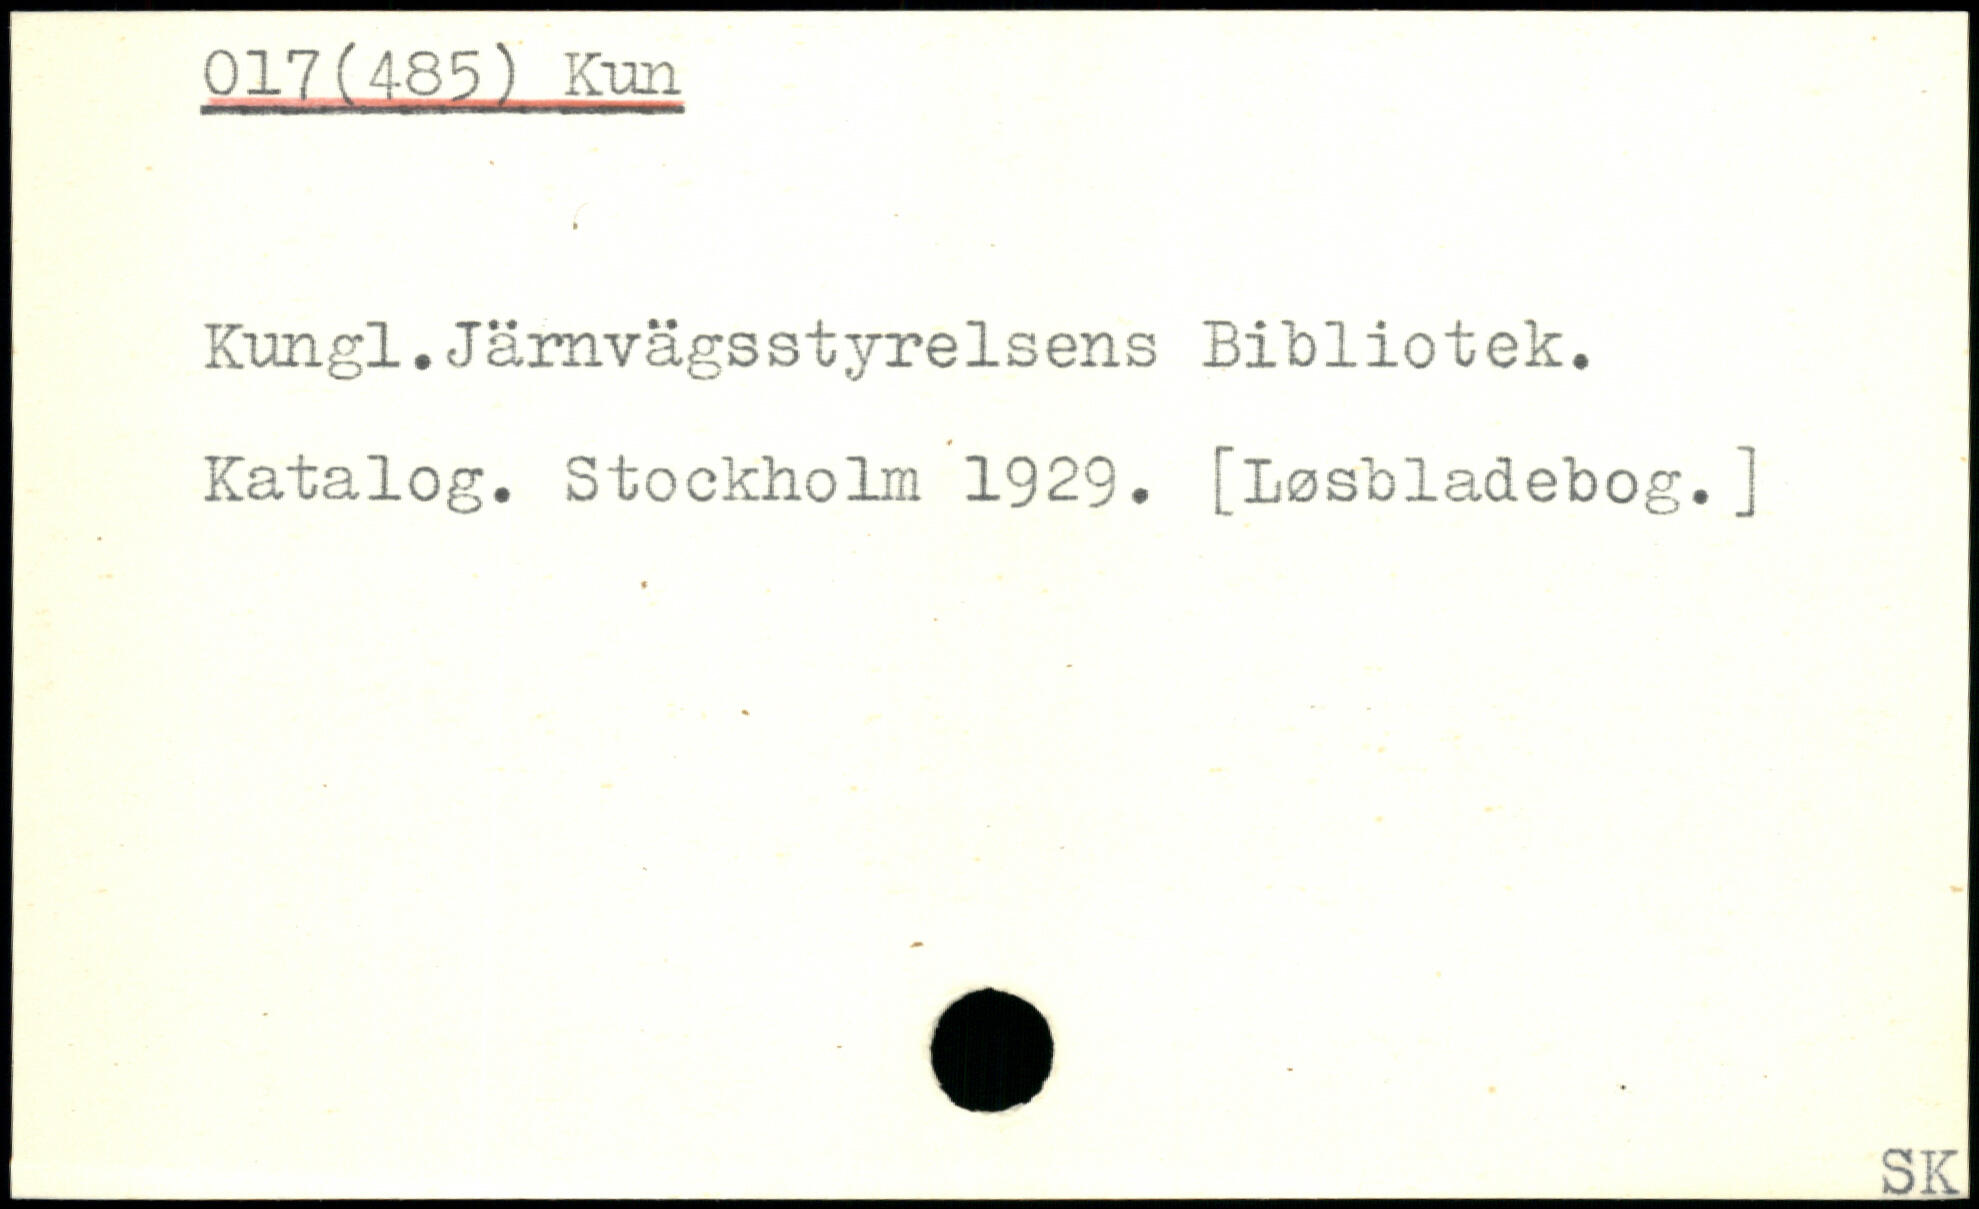 017(485) Kun
Kungl.Järnvägsstyrelsens Bibliotek.
Katalog. Stockholm 1929. [Løsbladebog.]
SK